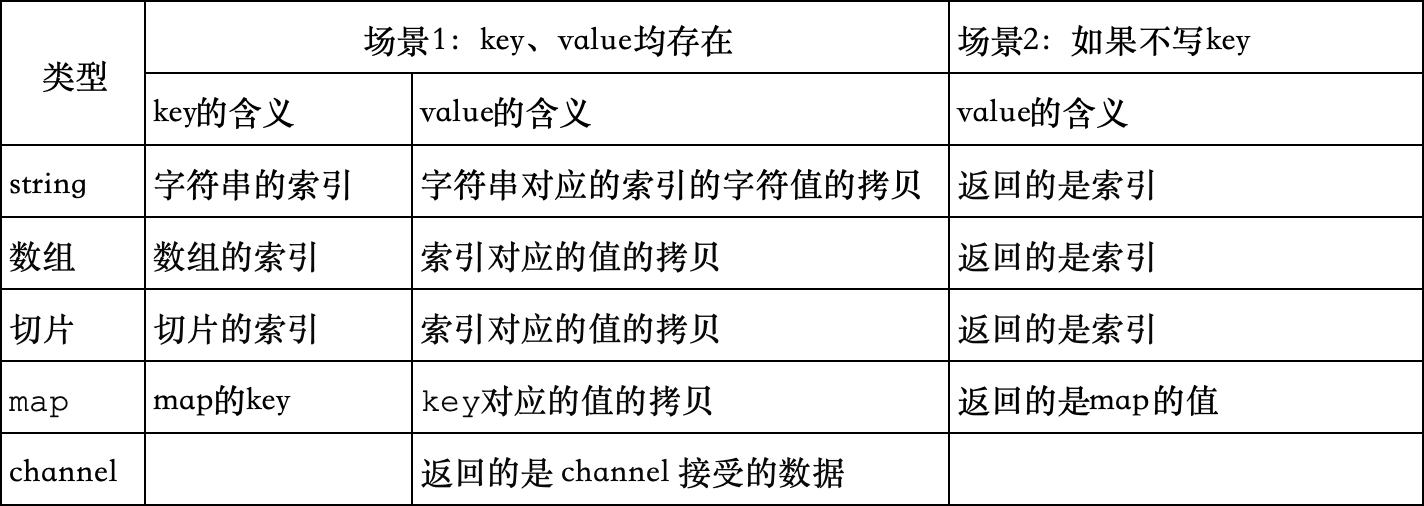 类型
场景1：key、value均存在
场景2：如果不写key
key的含义
value的含义
value的含义
string
字符串的索引
字符串对应的索引的字符值的拷贝
返回的是索引
数组
数组的索引
索引对应的值的拷贝
返回的是索引
切片
切片的索引
索引对应的值的拷贝
返回的是索引
map
map的key
key对应的值的拷贝
返回的是map的值
channel
返回的是 channel 接受的数据